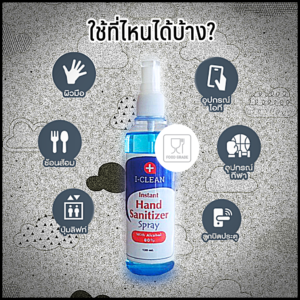 ใช้ที่ไหนได้บ้าง?
ผิวมือ
อุปกรณ์
ไอที
ช้อนส้อม
อุปกรณ์
กีฬา
ปุ่มลิฟท์
ลูกบิดประตู
I-CLEAN
Instant
Hand
Sanitizer
Spray
With Alcohol